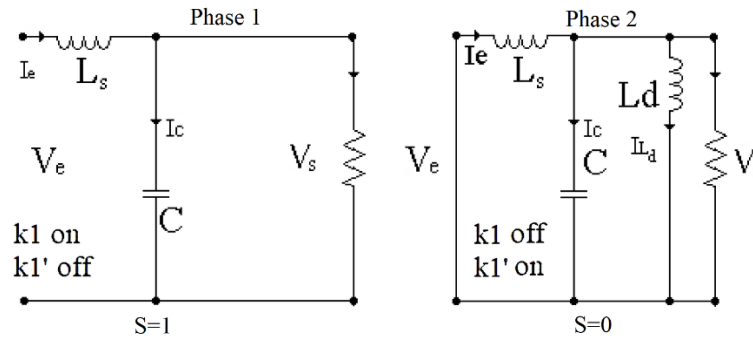 Phase 1
Ie
Ls
Ic
Ve
Vs
C
k1 on
k1' off
S=1
Phase 2
Ie
Ls
Ld
Ic
ILd
Ve
C
V
k1 off
k1' on
S=0